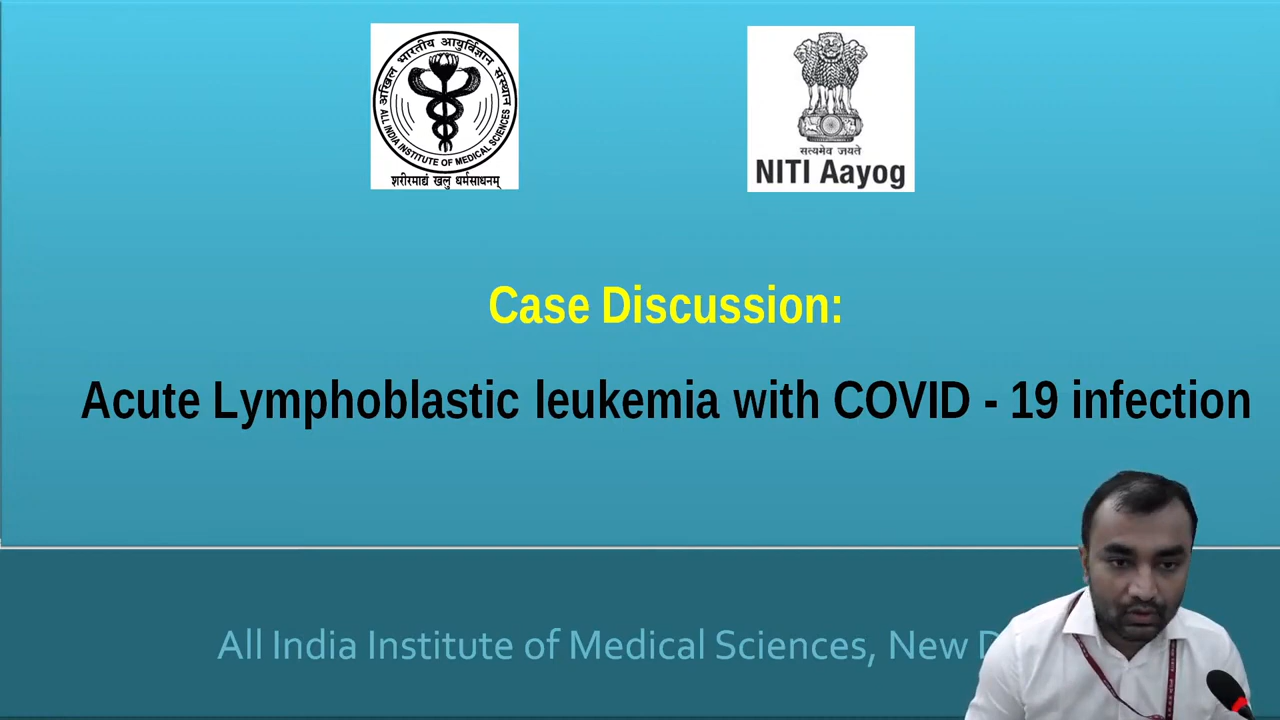 अखिल भारतीय आयुर्विज्ञान संस्थान
ALL INDIA INSTITUTE OF MEDICAL SCIENCES
शरीरमाद्यं खलु धर्मसाधनम्
सत्यमेव जयते
NITI Aayog
Case Discussion:
Acute Lymphoblastic leukemia with COVID - 19 infection
All India Institute of Medical Sciences, New